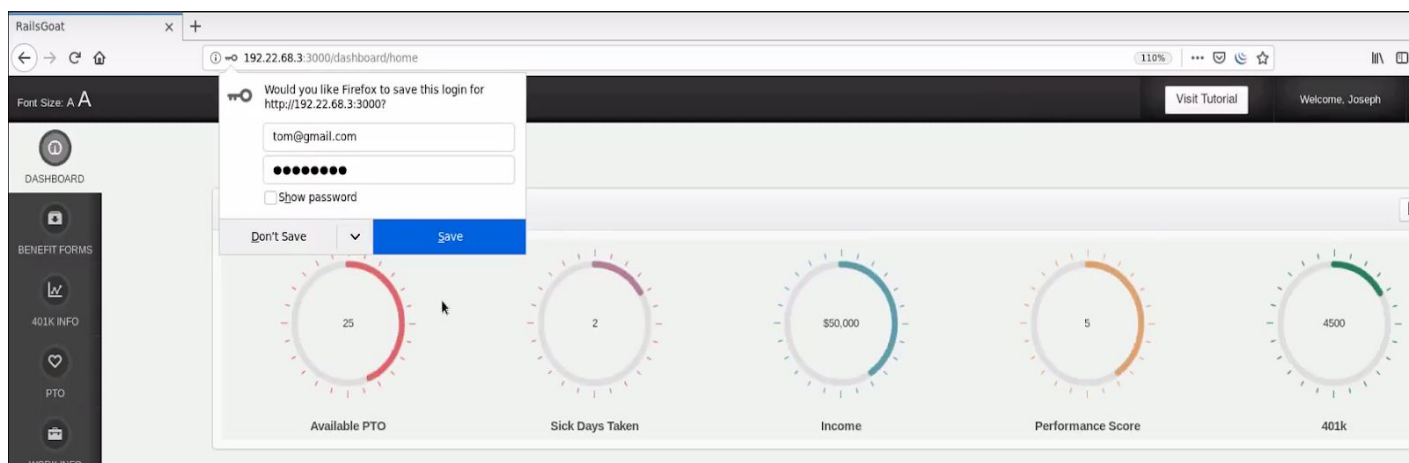 RailsGoat
192.22.68.3:3000/dashboard/home
110%
Would you like Firefox to save this login for
http://192.22.68.3:3000?
tom@gmail.com
Show password
Don't Save
Save
Font Size: A A
Visit Tutorial
Welcome, Joseph
DASHBOARD
BENEFIT FORMS
401K INFO
PTO
25
2
$50,000
5
4500
Available PTO
Sick Days Taken
Income
Performance Score
401k